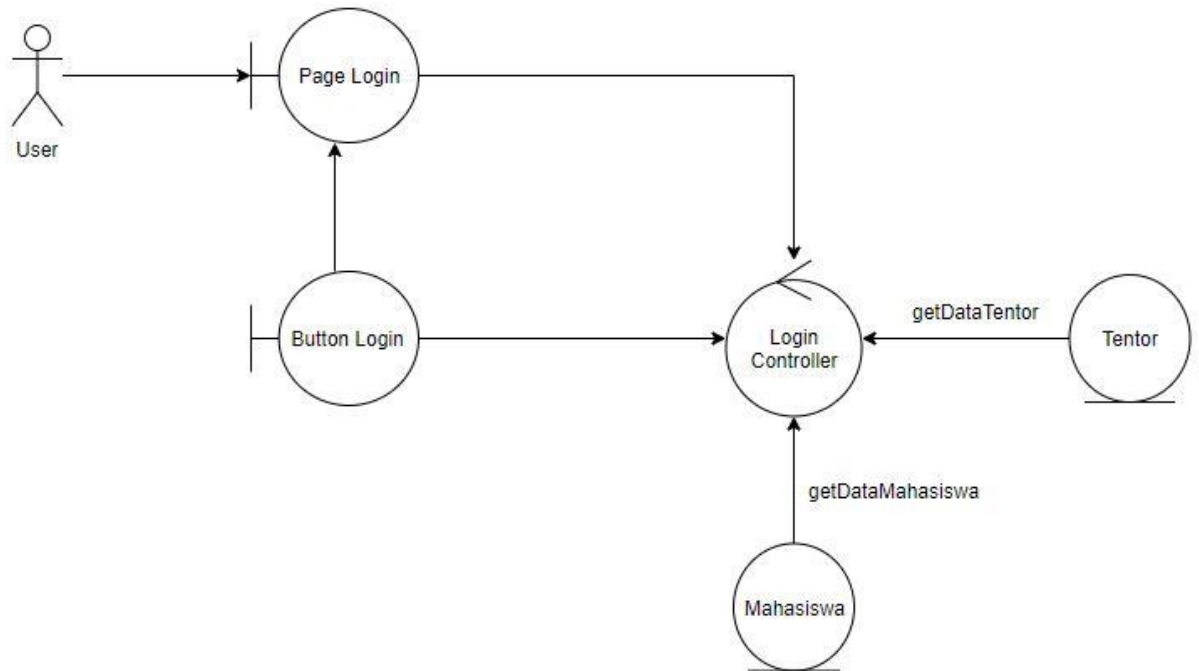 Page Login
User
Button Login
Login
Controller
getDataTentor
Tentor
getDataMahasiswa
Mahasiswa